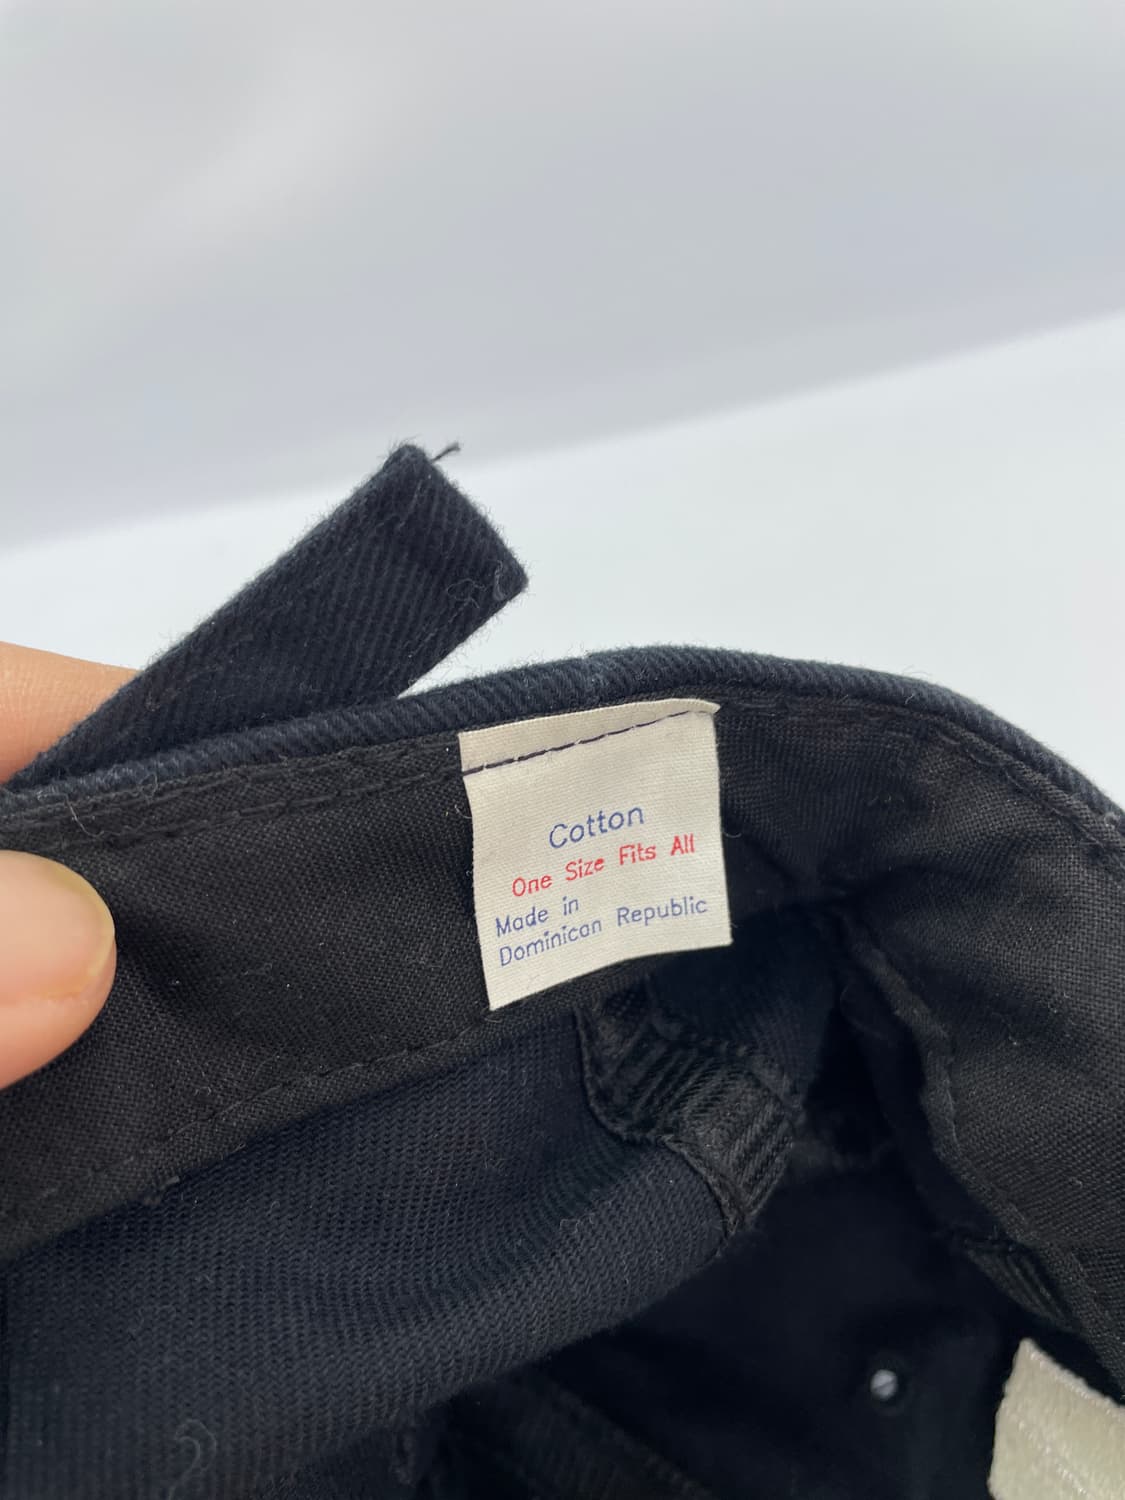 Cotton
One Size Fits All
Made in
Dominican Republic